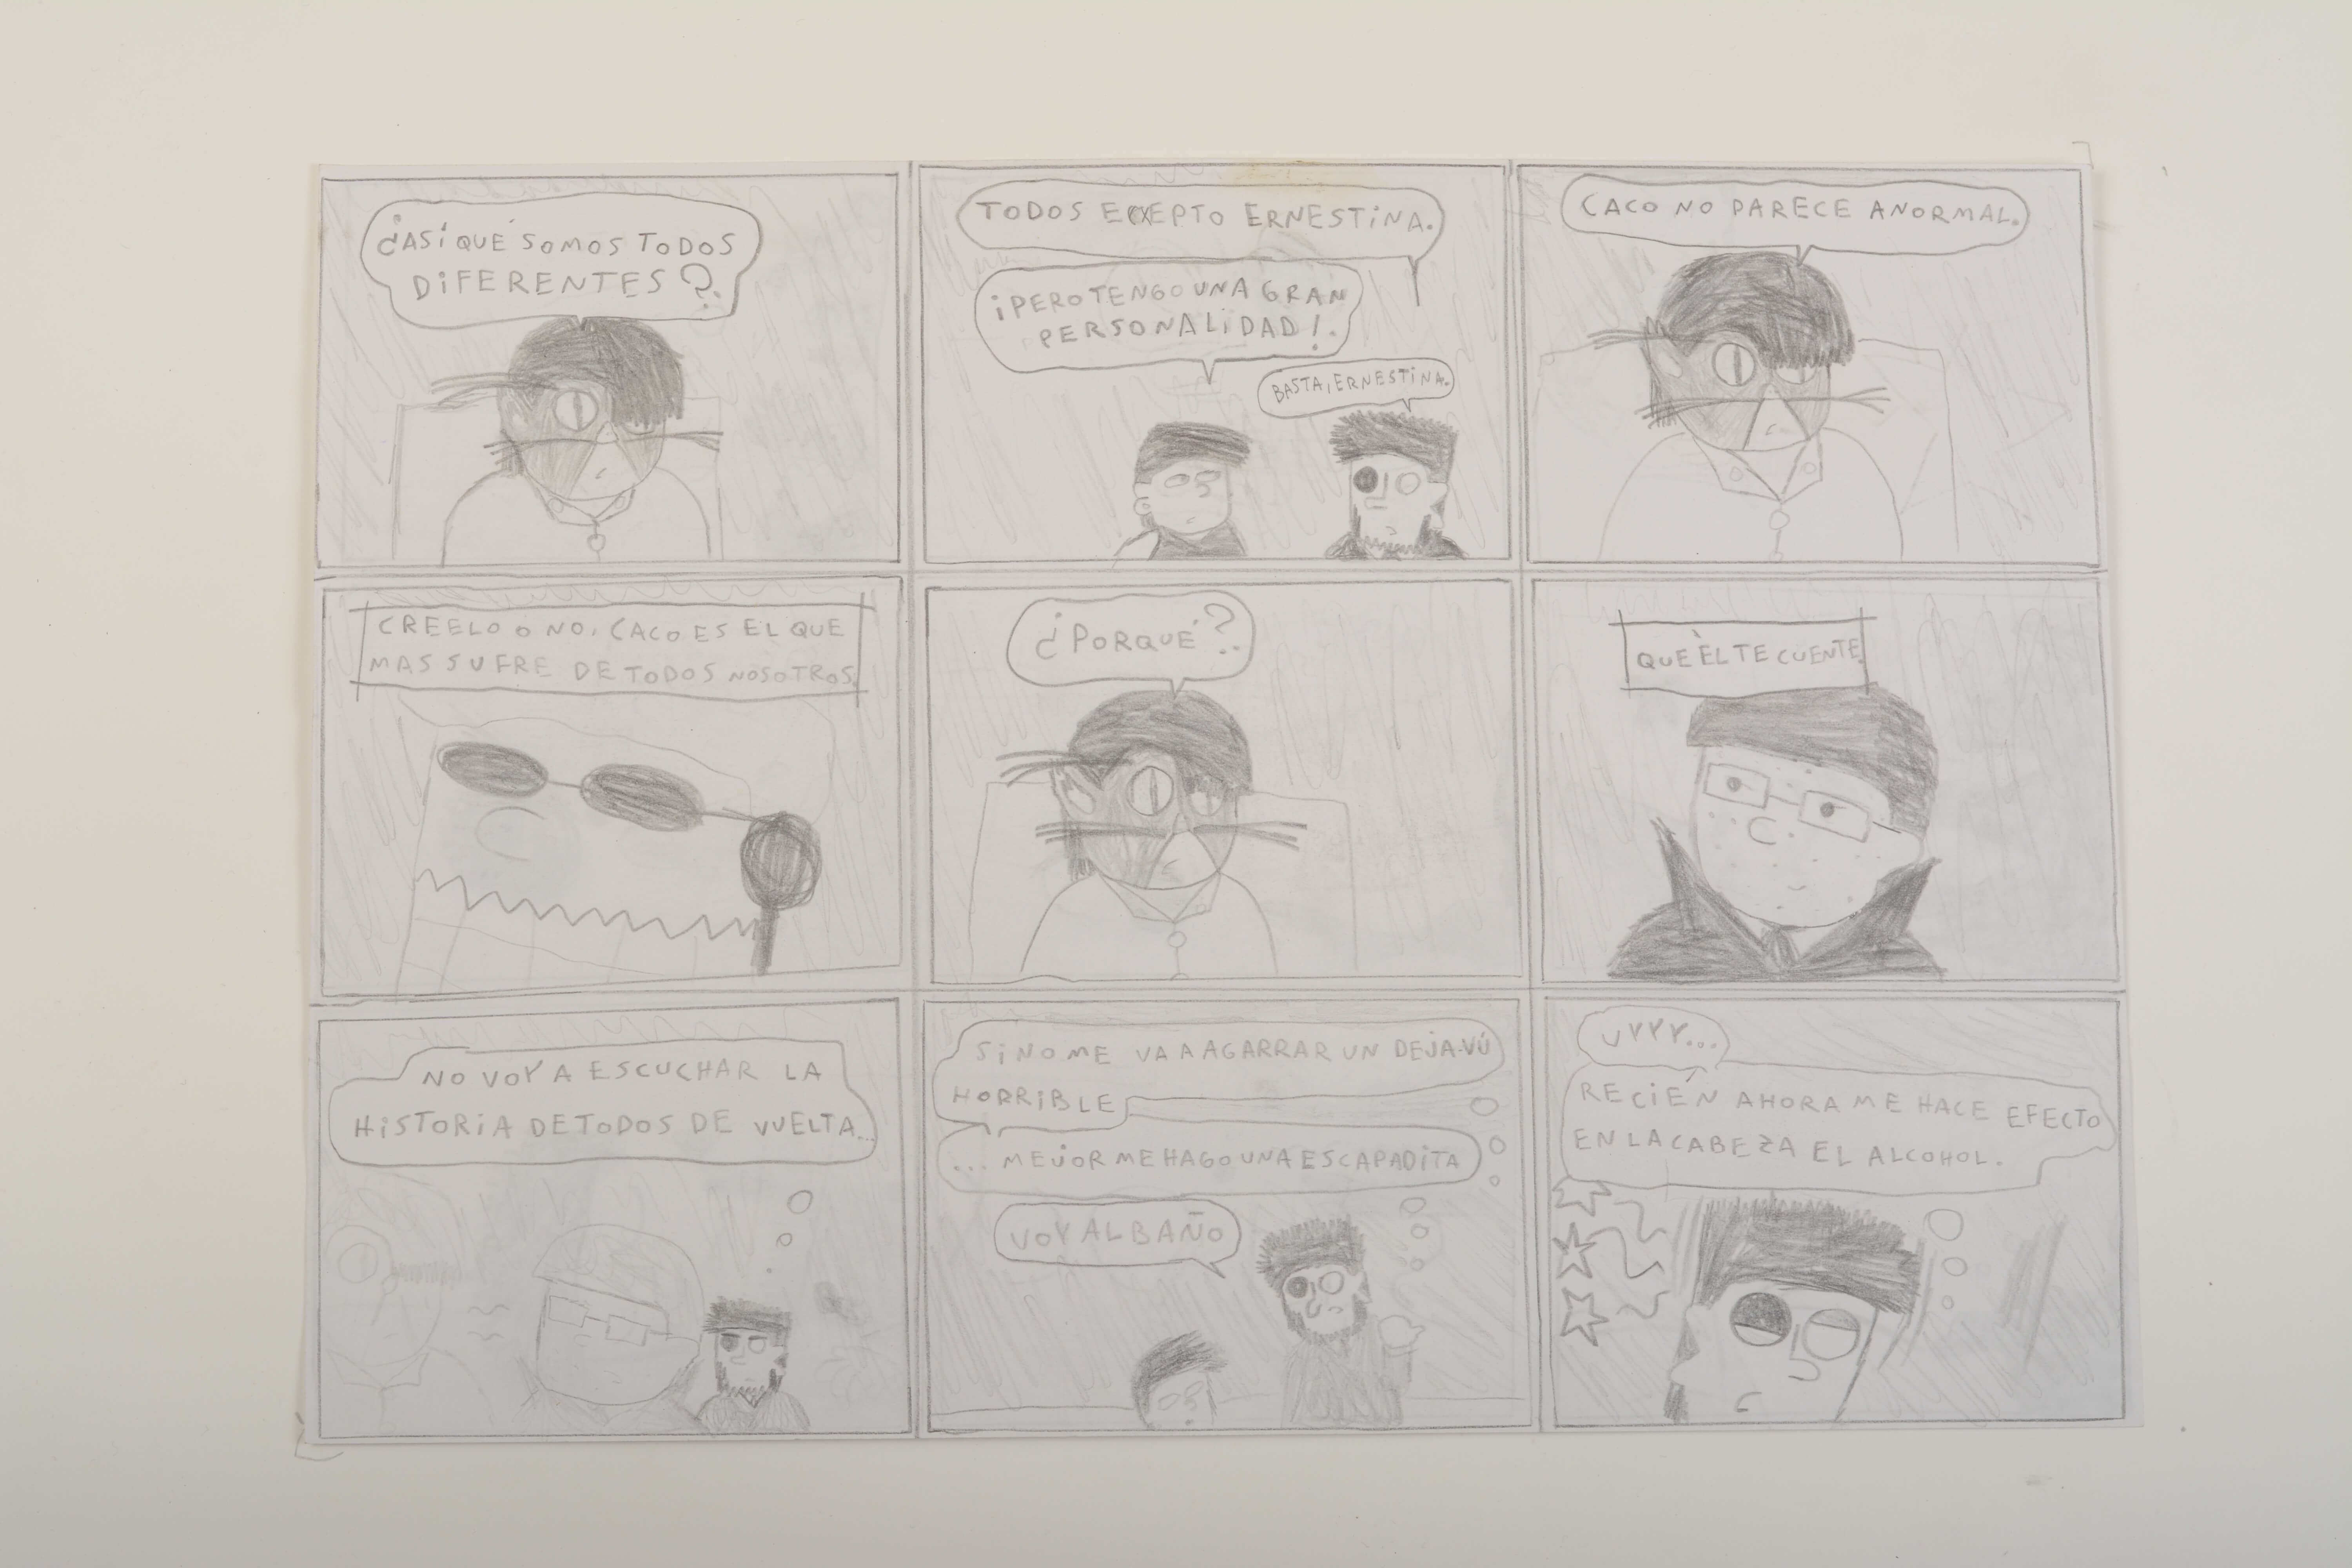 ¿ASÍ QUÉ SOMOS TODOS
DIFERENTES?
TODOS EXEPTO ERNESTINA.
¡PERO TENGO UNA GRAN
PERSONALIDAD!.
BASTA, ERNESTINA.
CACO NO PARECE ANORMAL.
CREELO O NO, CACO ES EL QUE
MAS SUFRE DE TODOS NOSOTROS.
¿PORQUÉ?
QUE ÈL TE CUENTE.
NO VOY A ESCUCHAR LA
HISTORIA DE TODOS DE VUELTA...
SI NO ME VA A AGARRAR UN DEJA-VÚ
HORRIBLE
... MEJOR ME HAGO UNA ESCAPADITA
VOY AL BAÑO
UYYY...
RECIÉN AHORA ME HACE EFECTO
EN LA CABEZA EL ALCOHOL.